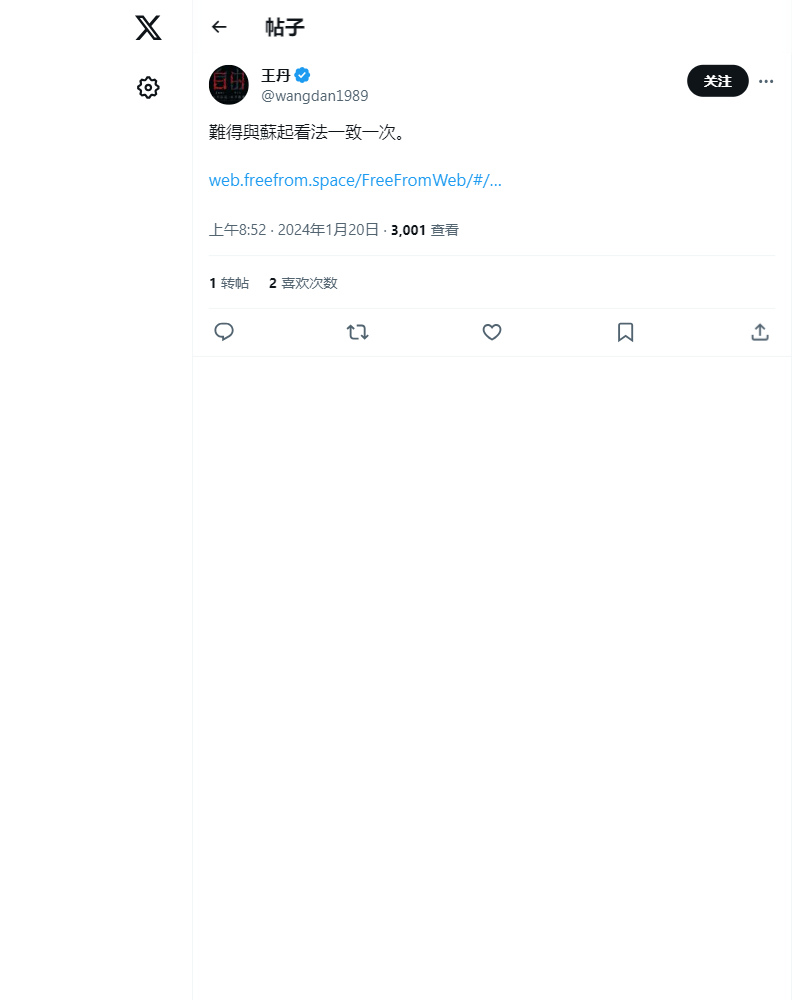 帖子
王丹
@wangdan1989
关注
難得與蘇起看法一致一次。
web.freefrom.space/FreeFromWeb/#/...
上午8:52 · 2024年1月20日 · 3,001 查看
1 转帖 2 喜欢次数